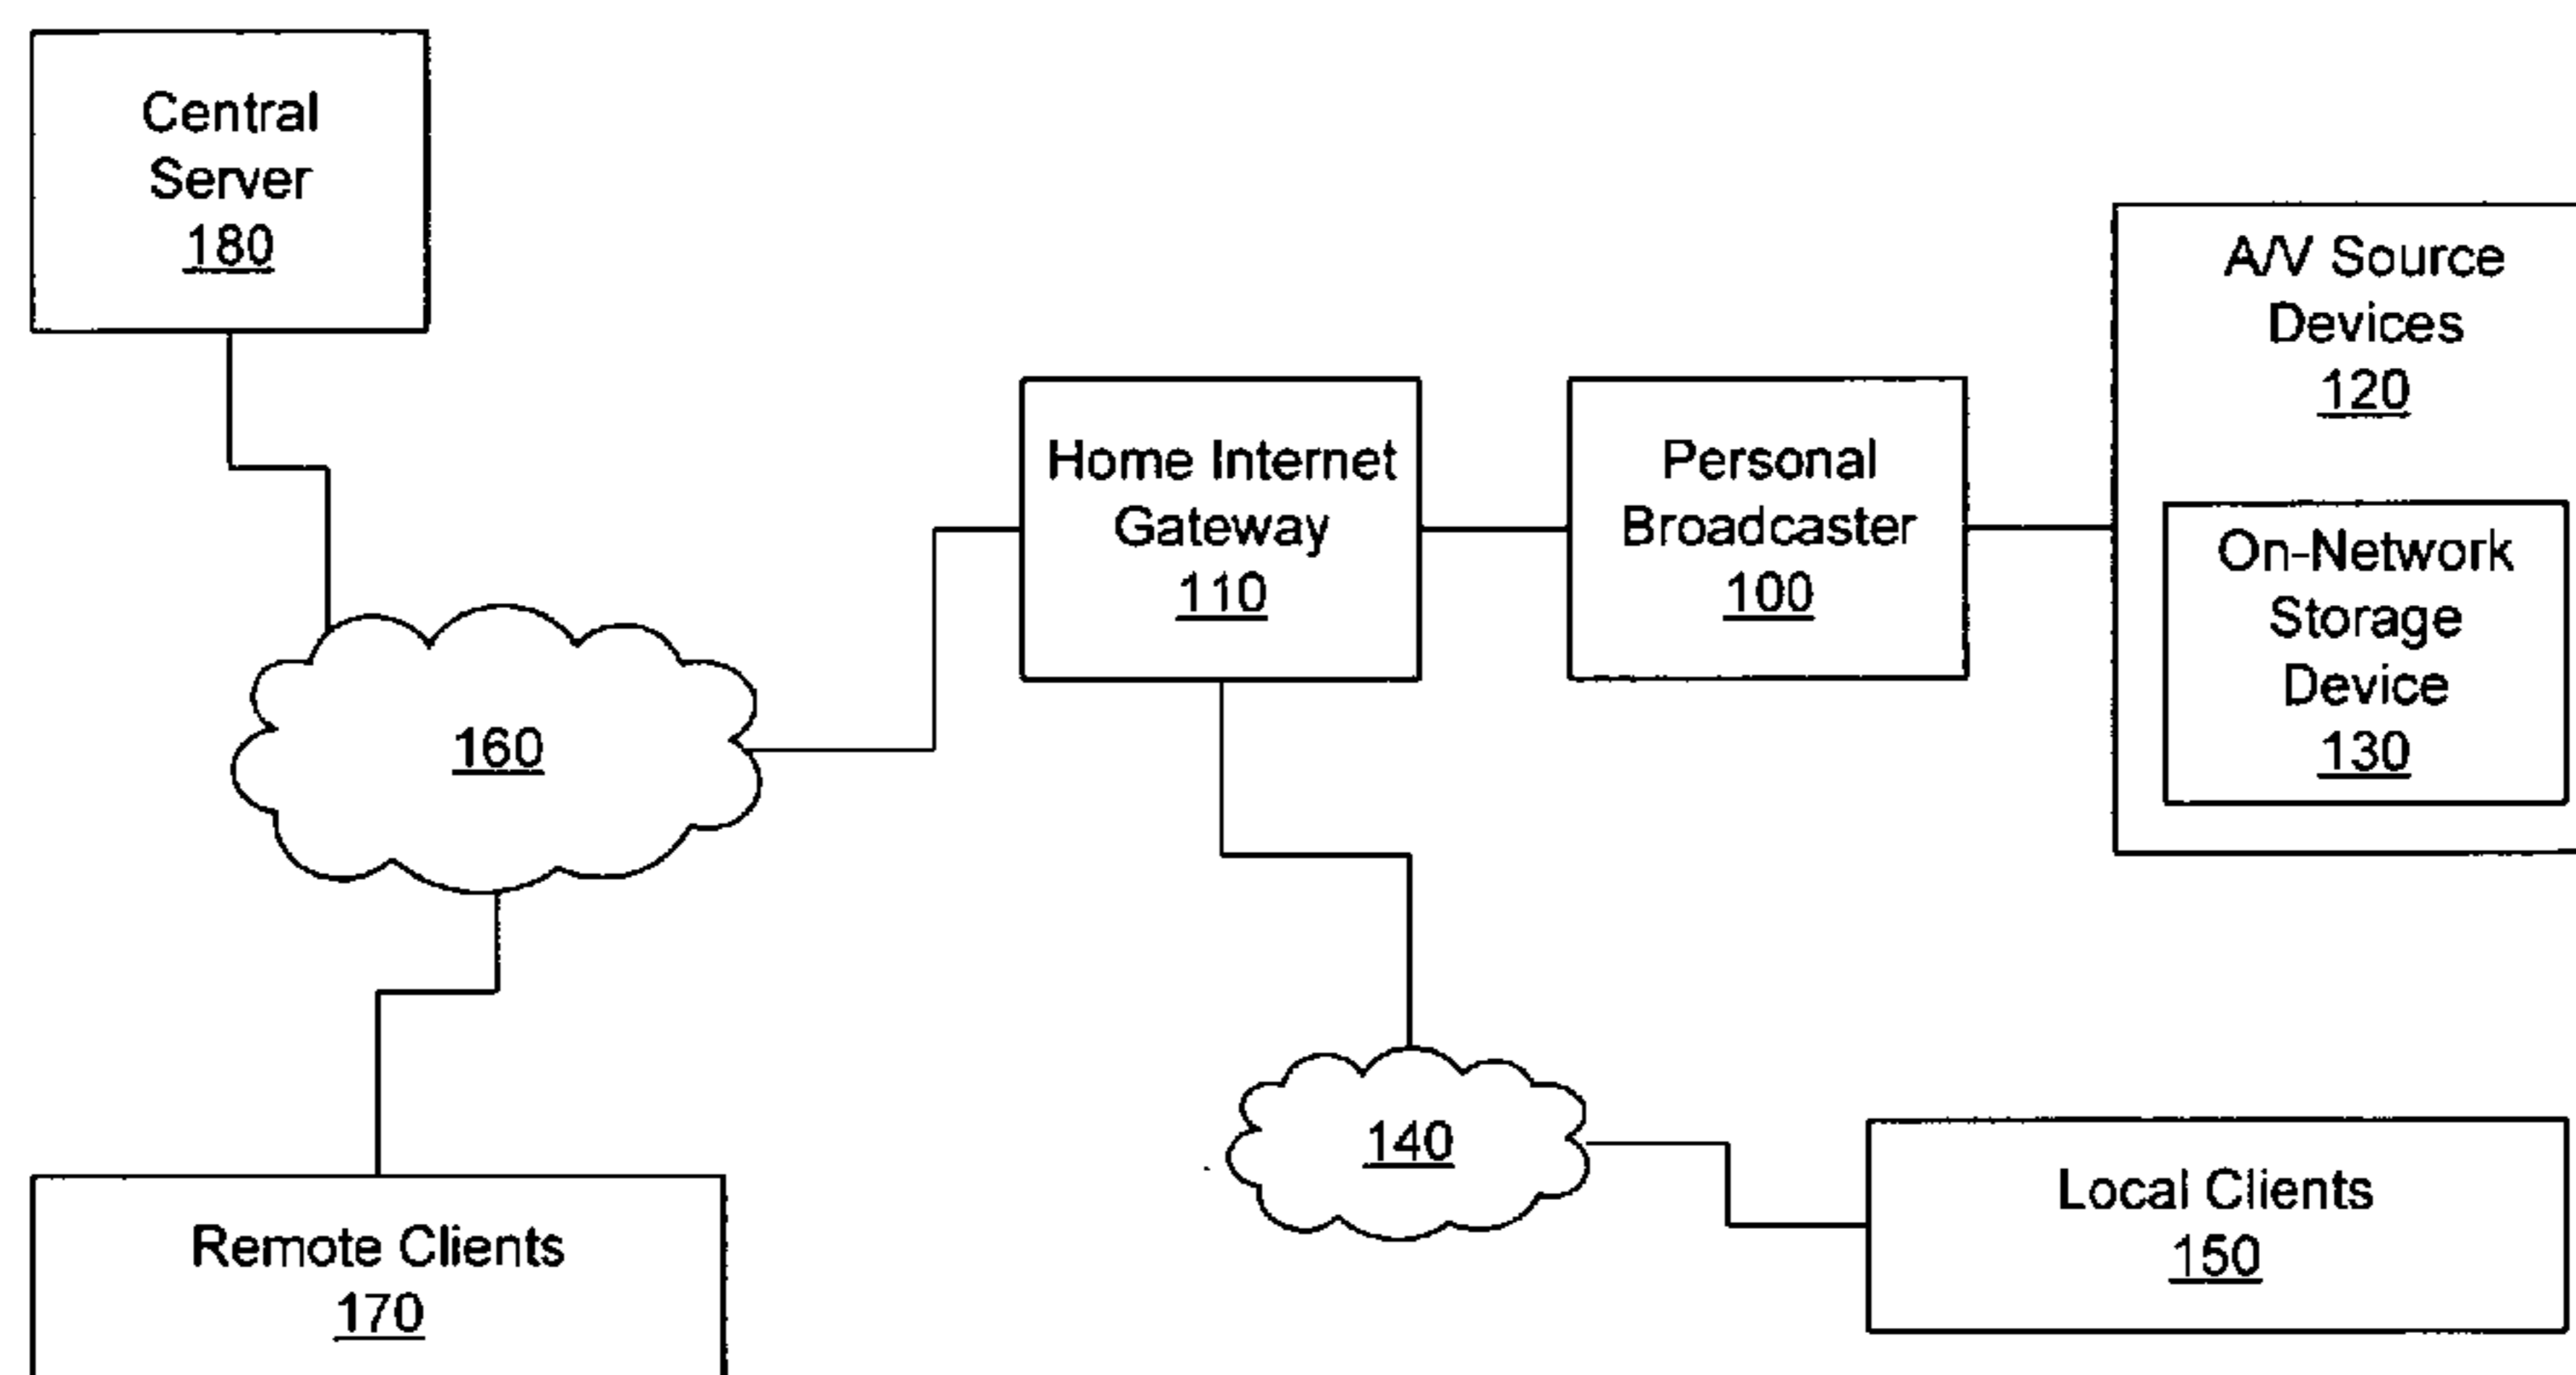 Central
Server
180
A/V Source
Devices
120
Home Internet
Gateway
110
Personal
Broadcaster
100
On-Network
Storage
Device
130
160
140
Local Clients
150
Remote Clients
170